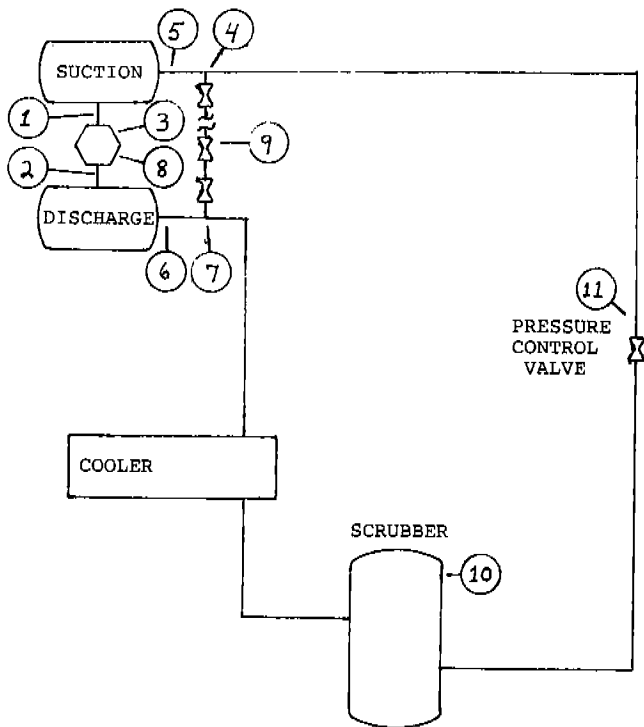 5
4
SUCTION
1
3
9
2
8
DISCHARGE
6
7
11
PRESSURE
CONTROL
VALVE
COOLER
SCRUBBER
10